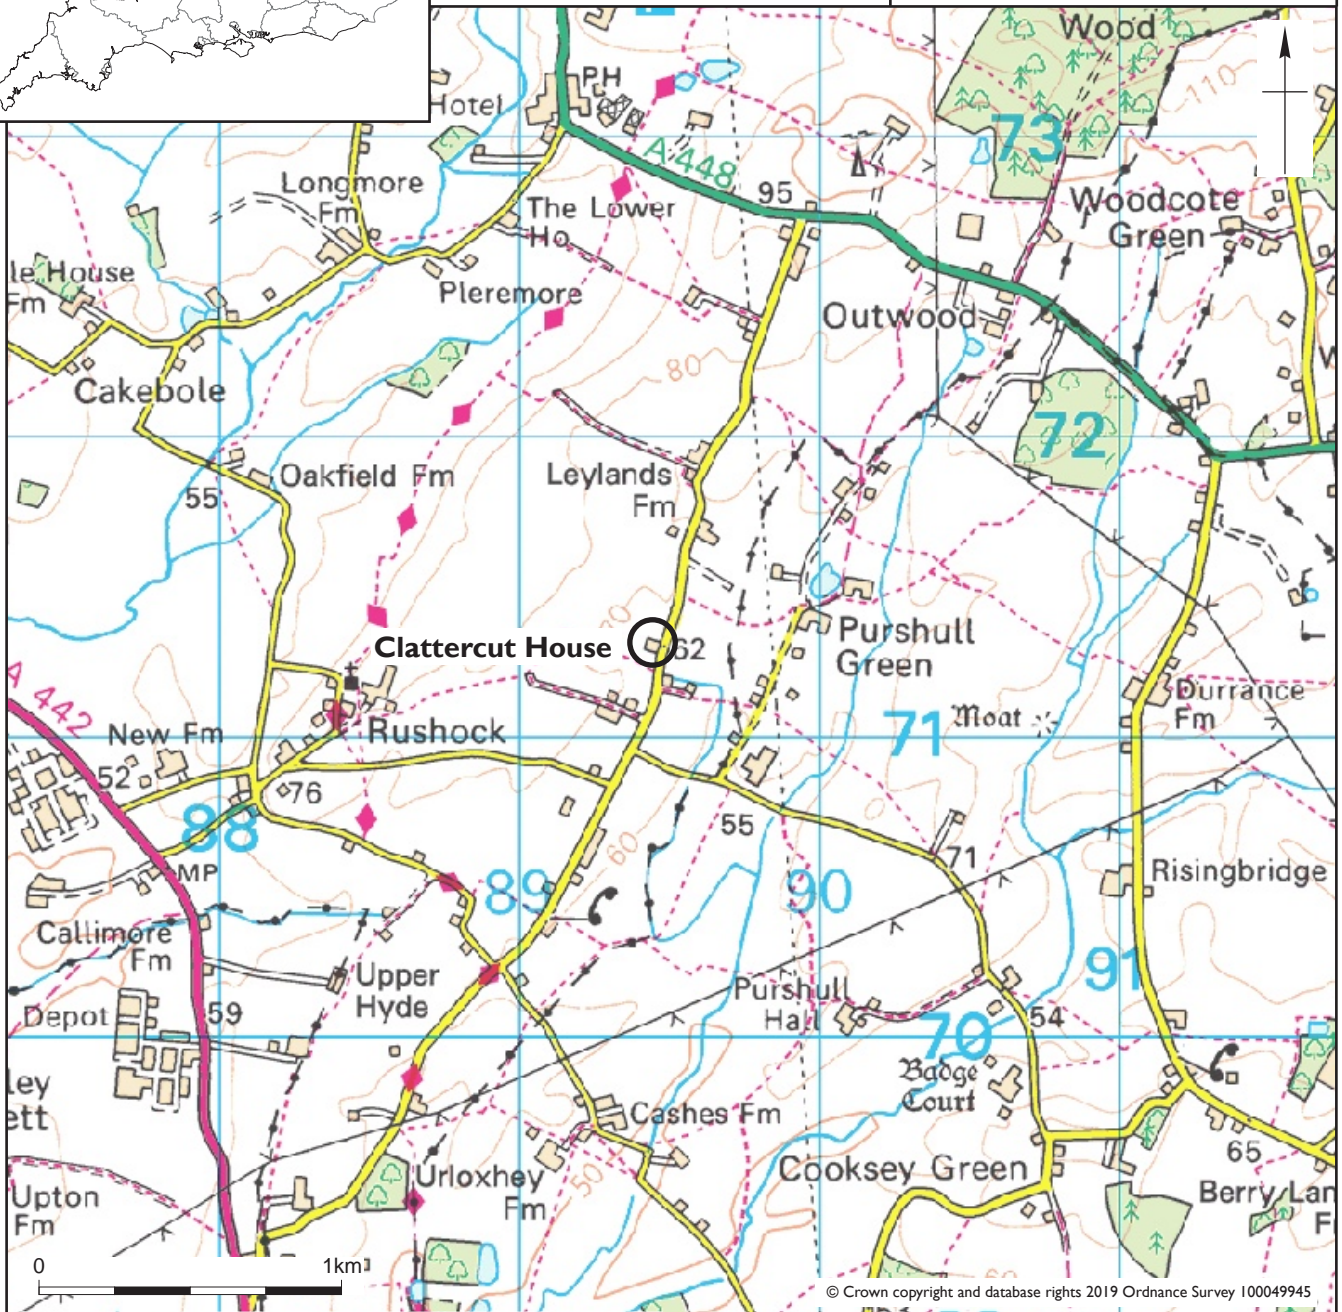 Wood
PH
Hotel
110
73
A 448
Longmore
Fm
95
The Lower
Ho
Woodcote
Green
le House
Fm
Pleremore
Outwood
80
Cakebole
72
Oakfield Fm
Leylands
Fm
55
Clattercut House
62
Purshull
Green
A 442
Durrance
Fm
New Fm
Rushock
71
Moat
52
76
88
55
60
71
MP
89
90
Risingbridge
Callimore
Fm
Upper
Hyde
91
Purshull
Hall
Depot
59
54
70
Badge
Court
ley
ett
Cashes Fm
65
Urloxhey
Fm
50
Cooksey Green
Upton
Fm
Berry Lan
F
0 1km
© Crown copyright and database rights 2019 Ordnance Survey 100049945